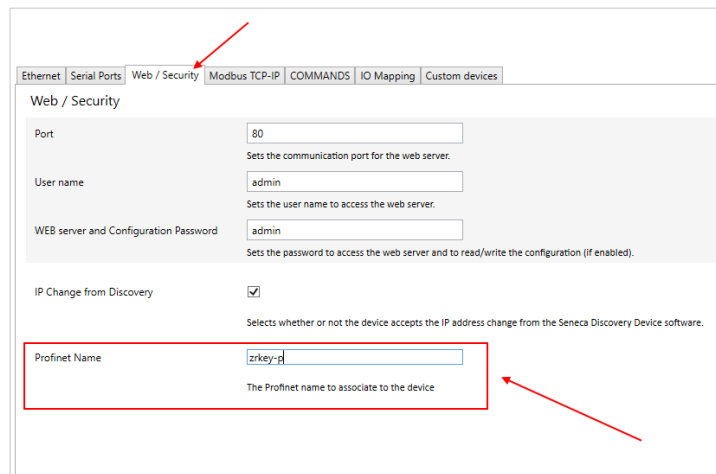 Ethernet Serial Ports Web / Security Modbus TCP-IP COMMANDS IO Mapping Custom devices
Web / Security
Port 80
Sets the communication port for the web server.
User name admin
Sets the user name to access the web server.
WEB server and Configuration Password admin
Sets the password to access the web server and to read/write the configuration (if enabled).
IP Change from Discovery
Selects whether or not the device accepts the IP address change from the Seneca Discovery Device software.
Profinet Name zrkey-p
The Profinet name to associate to the device